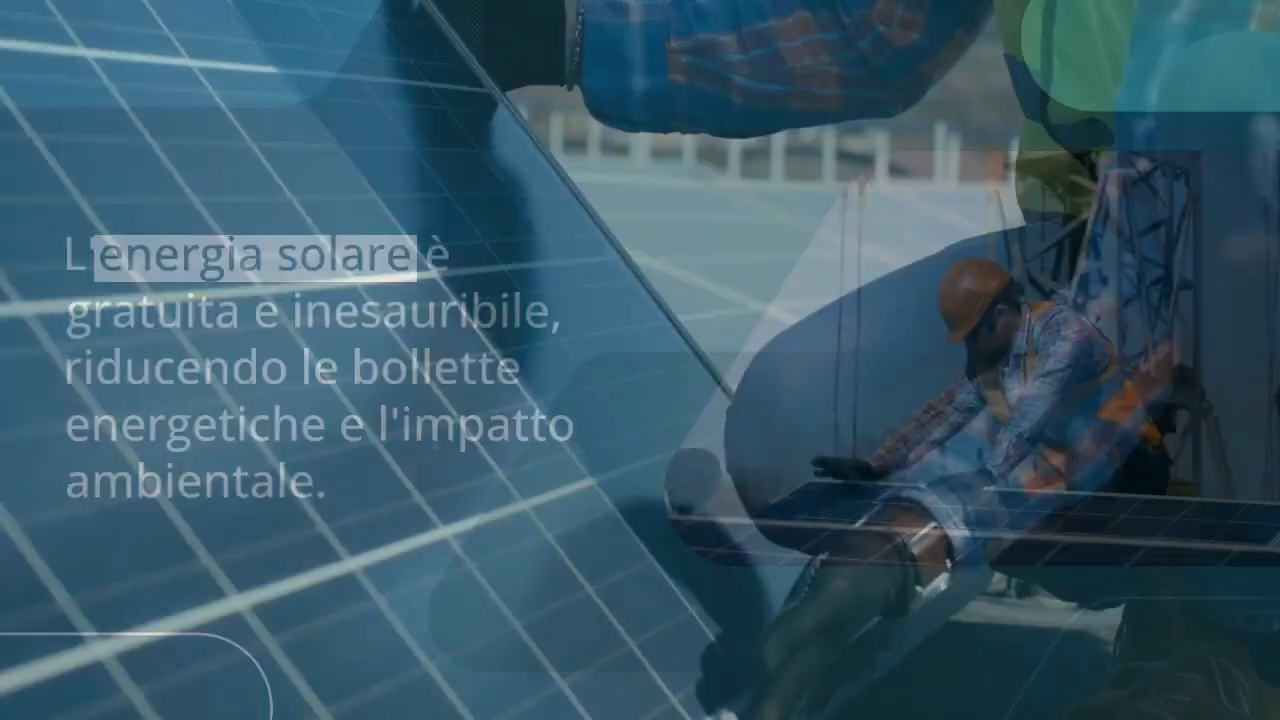 L'energia solare è
gratuita e inesauribile,
riducendo le bollette
energetiche e l'impatto
ambientale.